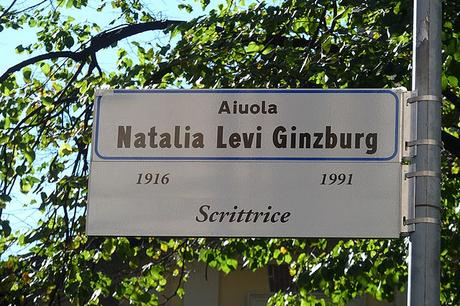 Aiuola
Natalia Levi Ginzburg
1916 1991
Scrittrice